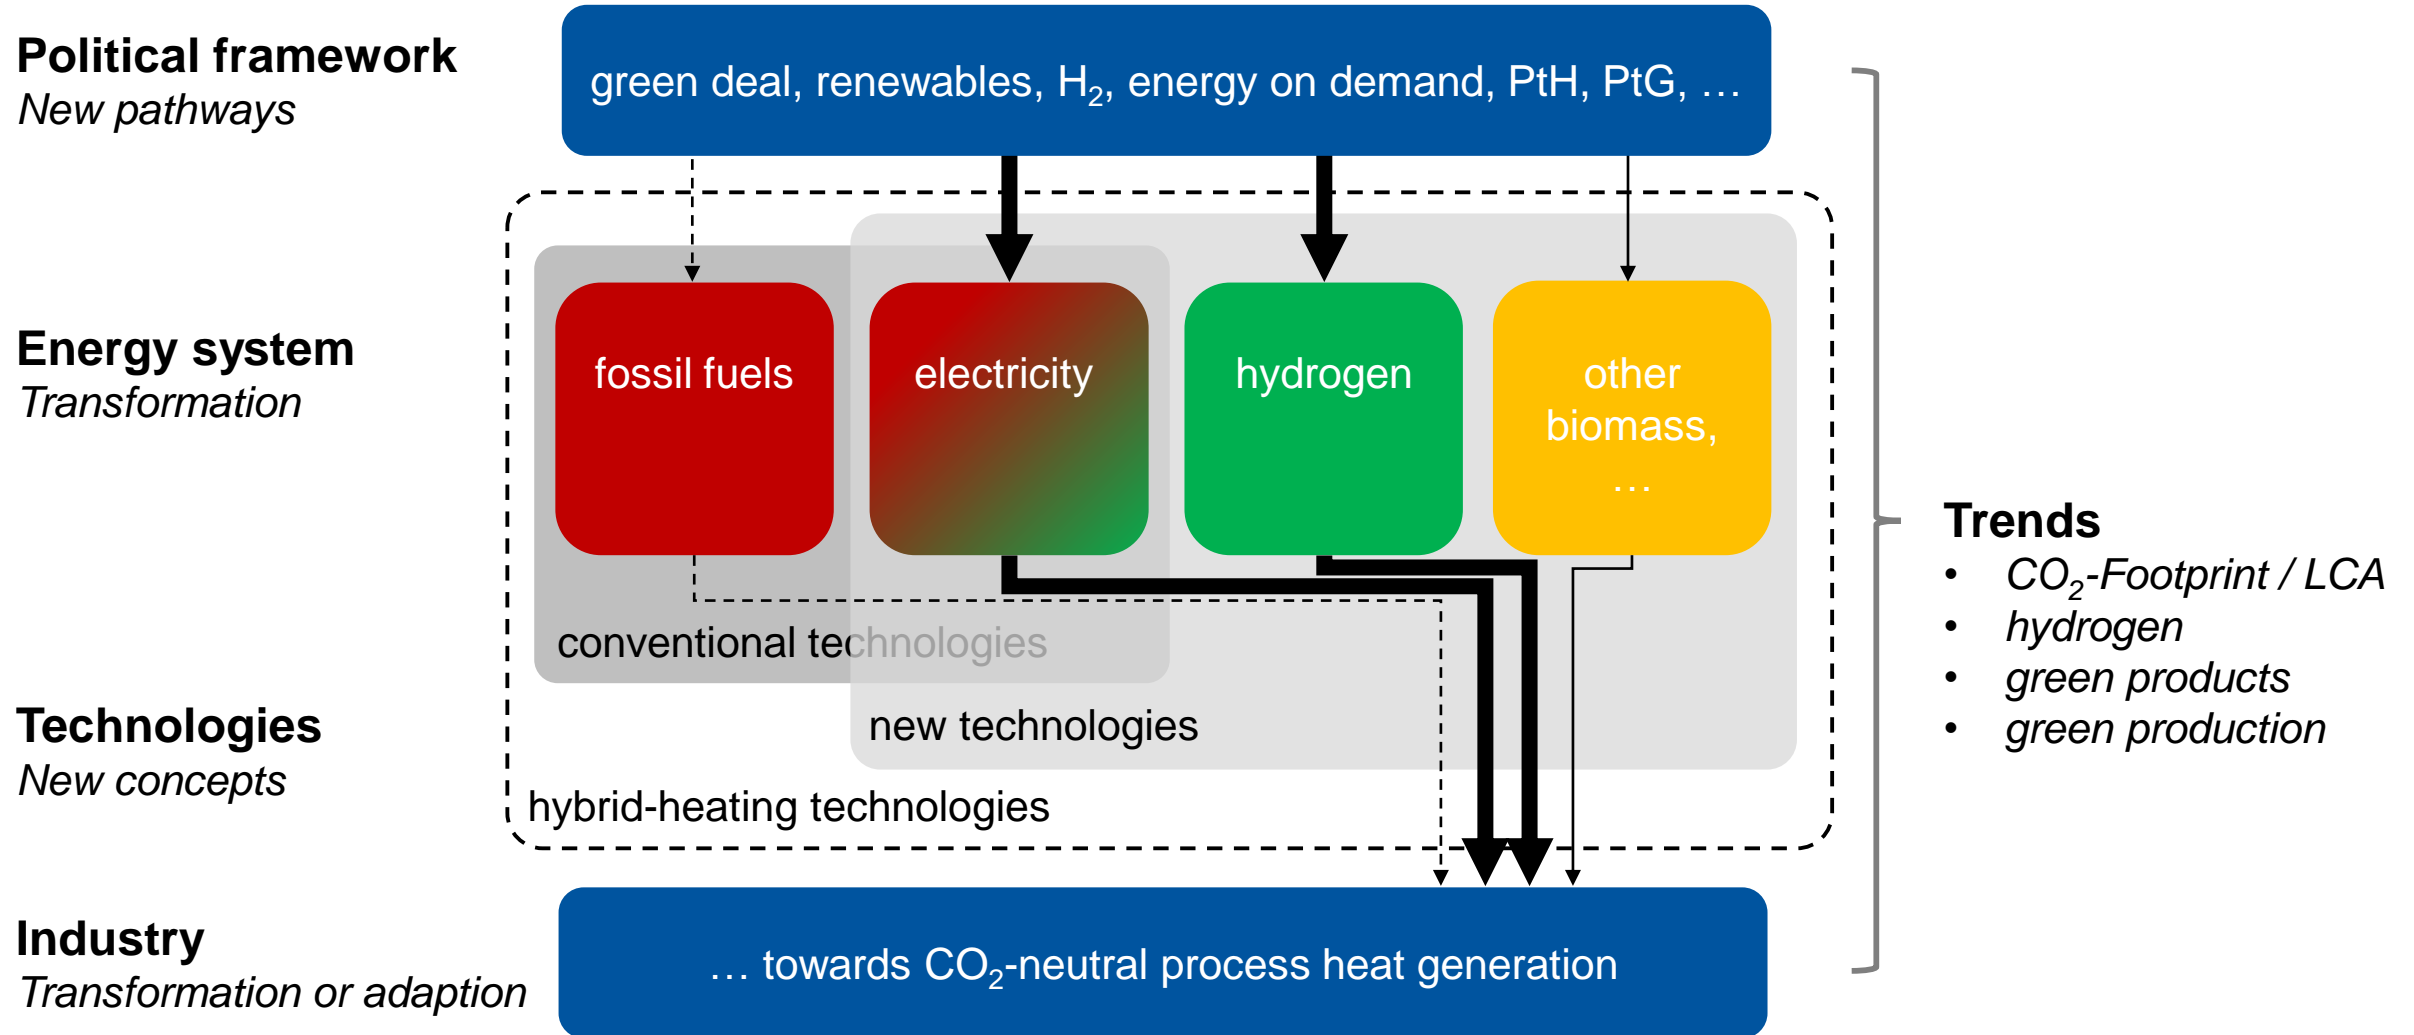 Political framework
New pathways
green deal, renewables, H₂, energy on demand, PtH, PtG, …
Energy system
Transformation
fossil fuels
electricity
hydrogen
other
biomass,
…
conventional technologies
new technologies
hybrid-heating technologies
Technologies
New concepts
Industry
Transformation or adaption
… towards CO₂-neutral process heat generation
Trends
• CO₂-Footprint / LCA
• hydrogen
• green products
• green production